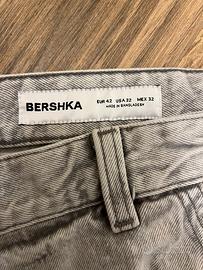 BERSHKA
EUR 42 USA 32 MEX 32
MADE IN BANGLADESH